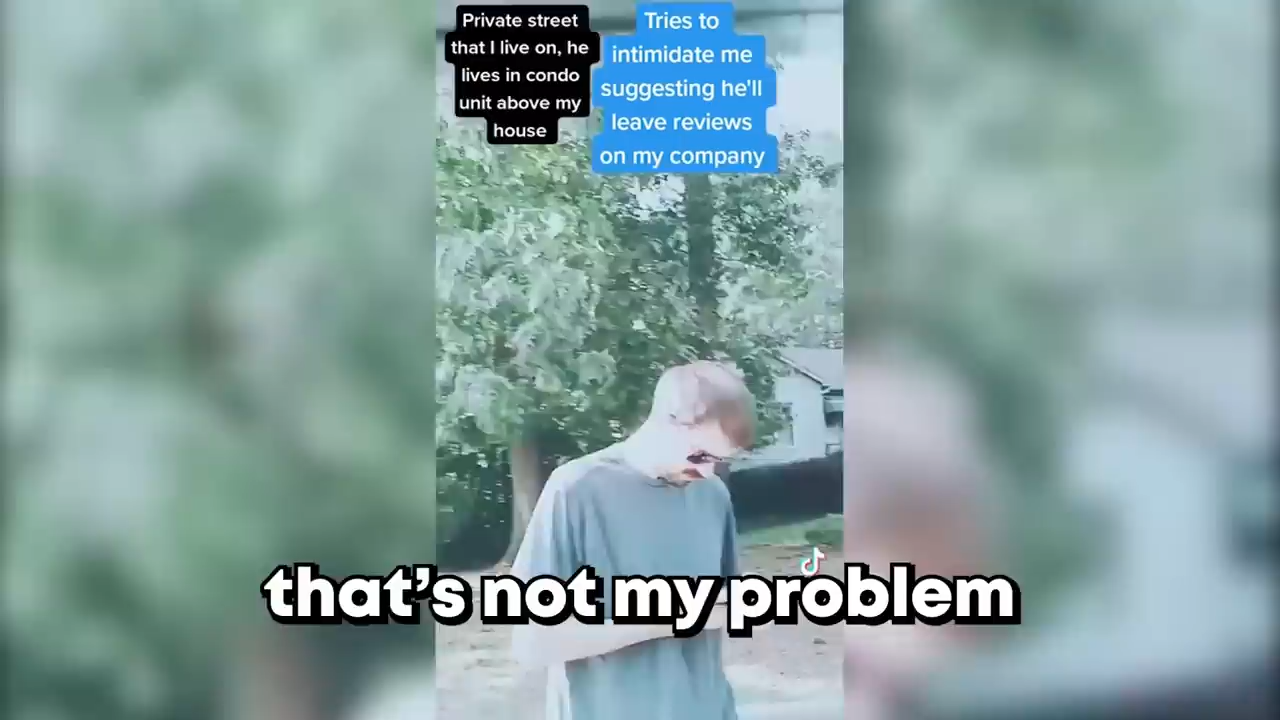 Private street
that I live on, he
lives in condo
unit above my
house
Tries to
intimidate me
suggesting he'll
leave reviews
on my company
that's not my problem